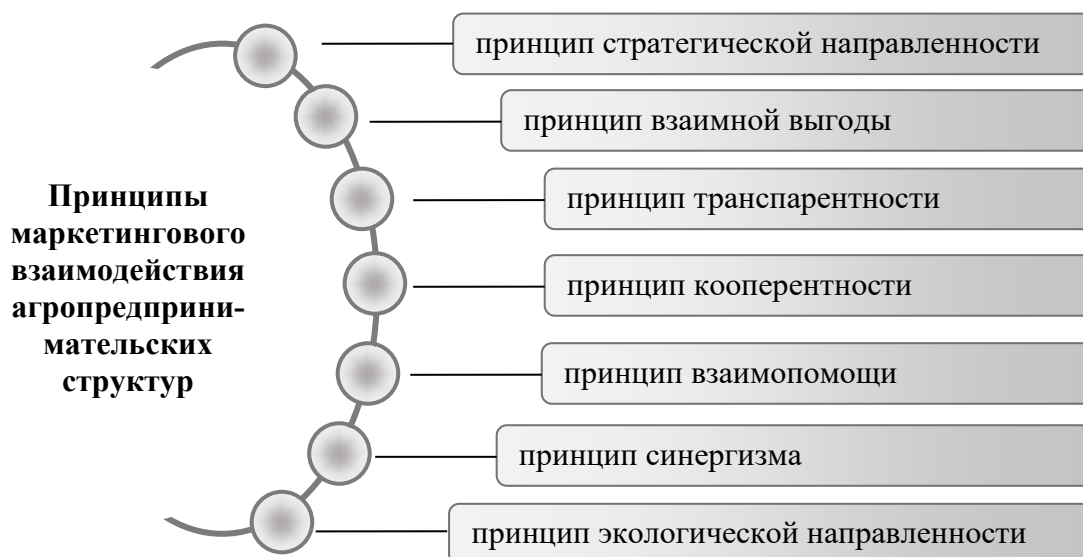 Принципы
маркетингового
взаимодействия
агропредприни-
мательских
структур
принцип стратегической направленности
принцип взаимной выгоды
принцип транспарентности
принцип кооперентности
принцип взаимопомощи
принцип синергизма
принцип экологической направленности